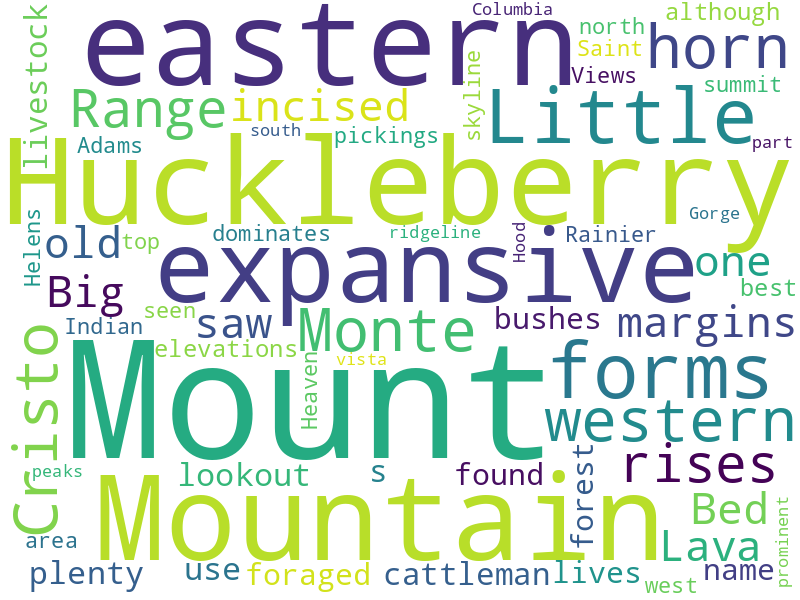 Columbia
although
eastern
north
horn
livestock
Saint
Views
skyline
summit
Range
incised
Little
south
pickings
part
Adams
Huckleberry
Gorge
Helens
old
top
dominates
ridgeline
Hood
Rainier
one
expansive
Big
best
seen
saw
Monte
bushes
margins
Indian
elevations
vista
Heaven
Cristo
Mount
forms
western
peaks
lookout
s
found
forest
rises
Mountain
Bed
prominent
area
Lava
plenty
use
foraged
cattleman
lives
west
name